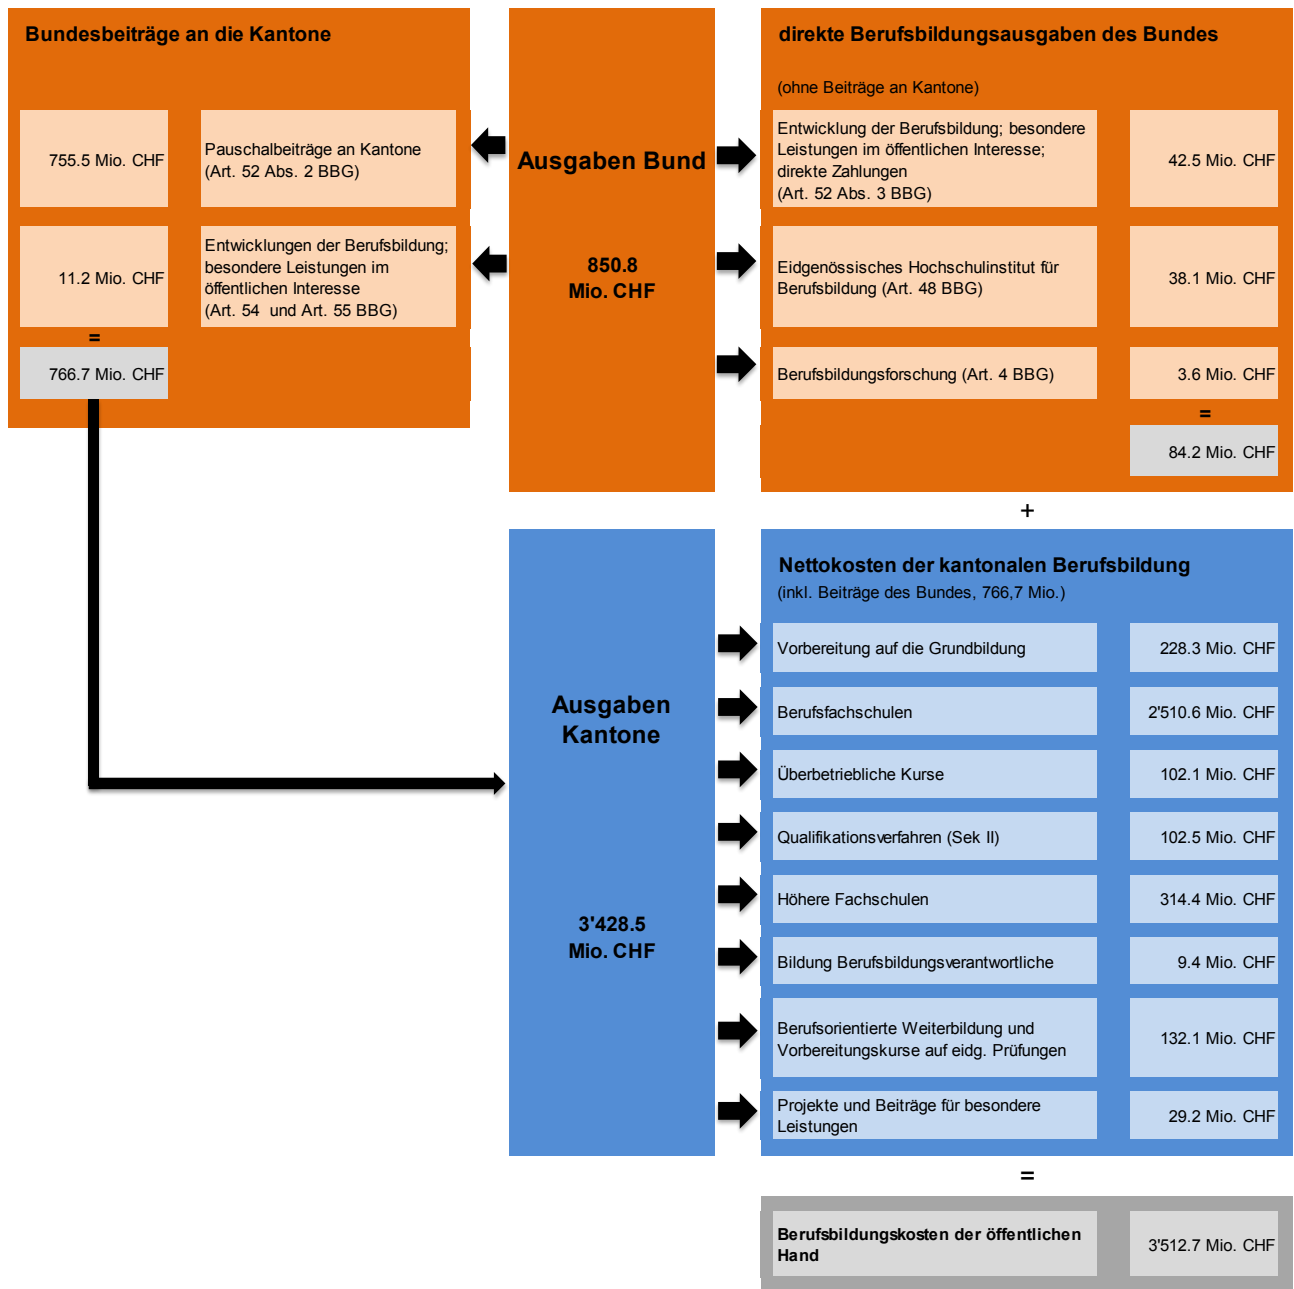 Bundesbeiträge an die Kantone
755.5 Mio. CHF
Pauschalbeiträge an Kantone
(Art. 52 Abs. 2 BBG)
11.2 Mio. CHF
Entwicklungen der Berufsbildung;
besondere Leistungen im
öffentlichen Interesse
(Art. 54  und Art. 55 BBG)
=
766.7 Mio. CHF
Ausgaben Bund
850.8
Mio. CHF
direkte Berufsbildungsausgaben des Bundes
(ohne Beiträge an Kantone)
Entwicklung der Berufsbildung; besondere
Leistungen im öffentlichen Interesse;
direkte Zahlungen
(Art. 52 Abs. 3 BBG)
42.5 Mio. CHF
Eidgenössisches Hochschulinstitut für
Berufsbildung (Art. 48 BBG)
38.1 Mio. CHF
Berufsbildungsforschung (Art. 4 BBG)
3.6 Mio. CHF
=
84.2 Mio. CHF
+
Ausgaben
Kantone
3'428.5
Mio. CHF
Nettokosten der kantonalen Berufsbildung
(inkl. Beiträge des Bundes, 766,7 Mio.)
Vorbereitung auf die Grundbildung
228.3 Mio. CHF
Berufsfachschulen
2'510.6 Mio. CHF
Überbetriebliche Kurse
102.1 Mio. CHF
Qualifikationsverfahren (Sek II)
102.5 Mio. CHF
Höhere Fachschulen
314.4 Mio. CHF
Bildung Berufsbildungsverantwortliche
9.4 Mio. CHF
Berufsorientierte Weiterbildung und
Vorbereitungskurse auf eidg. Prüfungen
132.1 Mio. CHF
Projekte und Beiträge für besondere
Leistungen
29.2 Mio. CHF
=
Berufsbildungskosten der öffentlichen
Hand
3'512.7 Mio. CHF